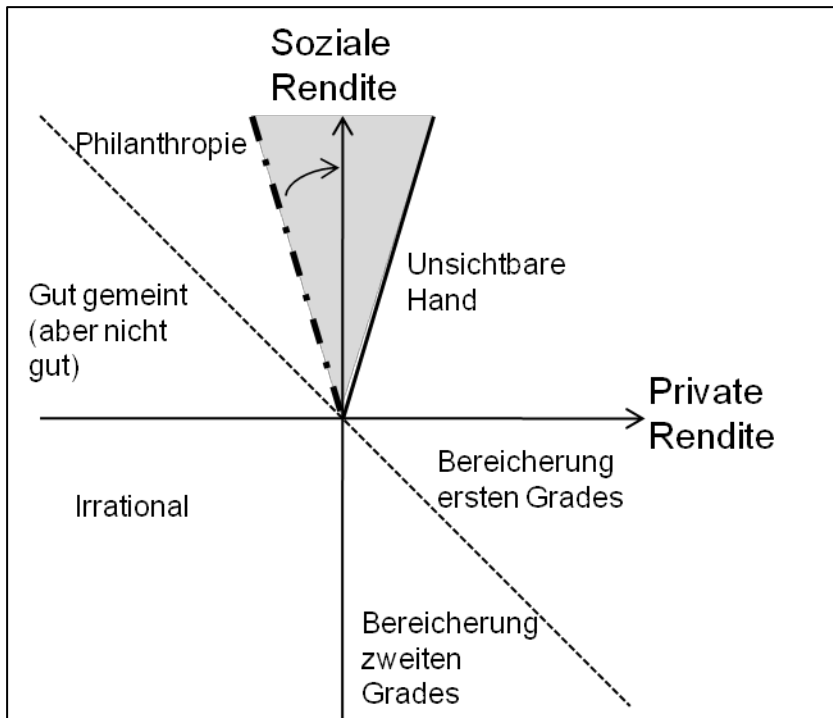 Soziale
Rendite
Philanthropie
Unsichtbare
Hand
Gut gemeint
(aber nicht
gut)
Private
Rendite
Bereicherung
ersten Grades
Irrational
Bereicherung
zweiten
Grades